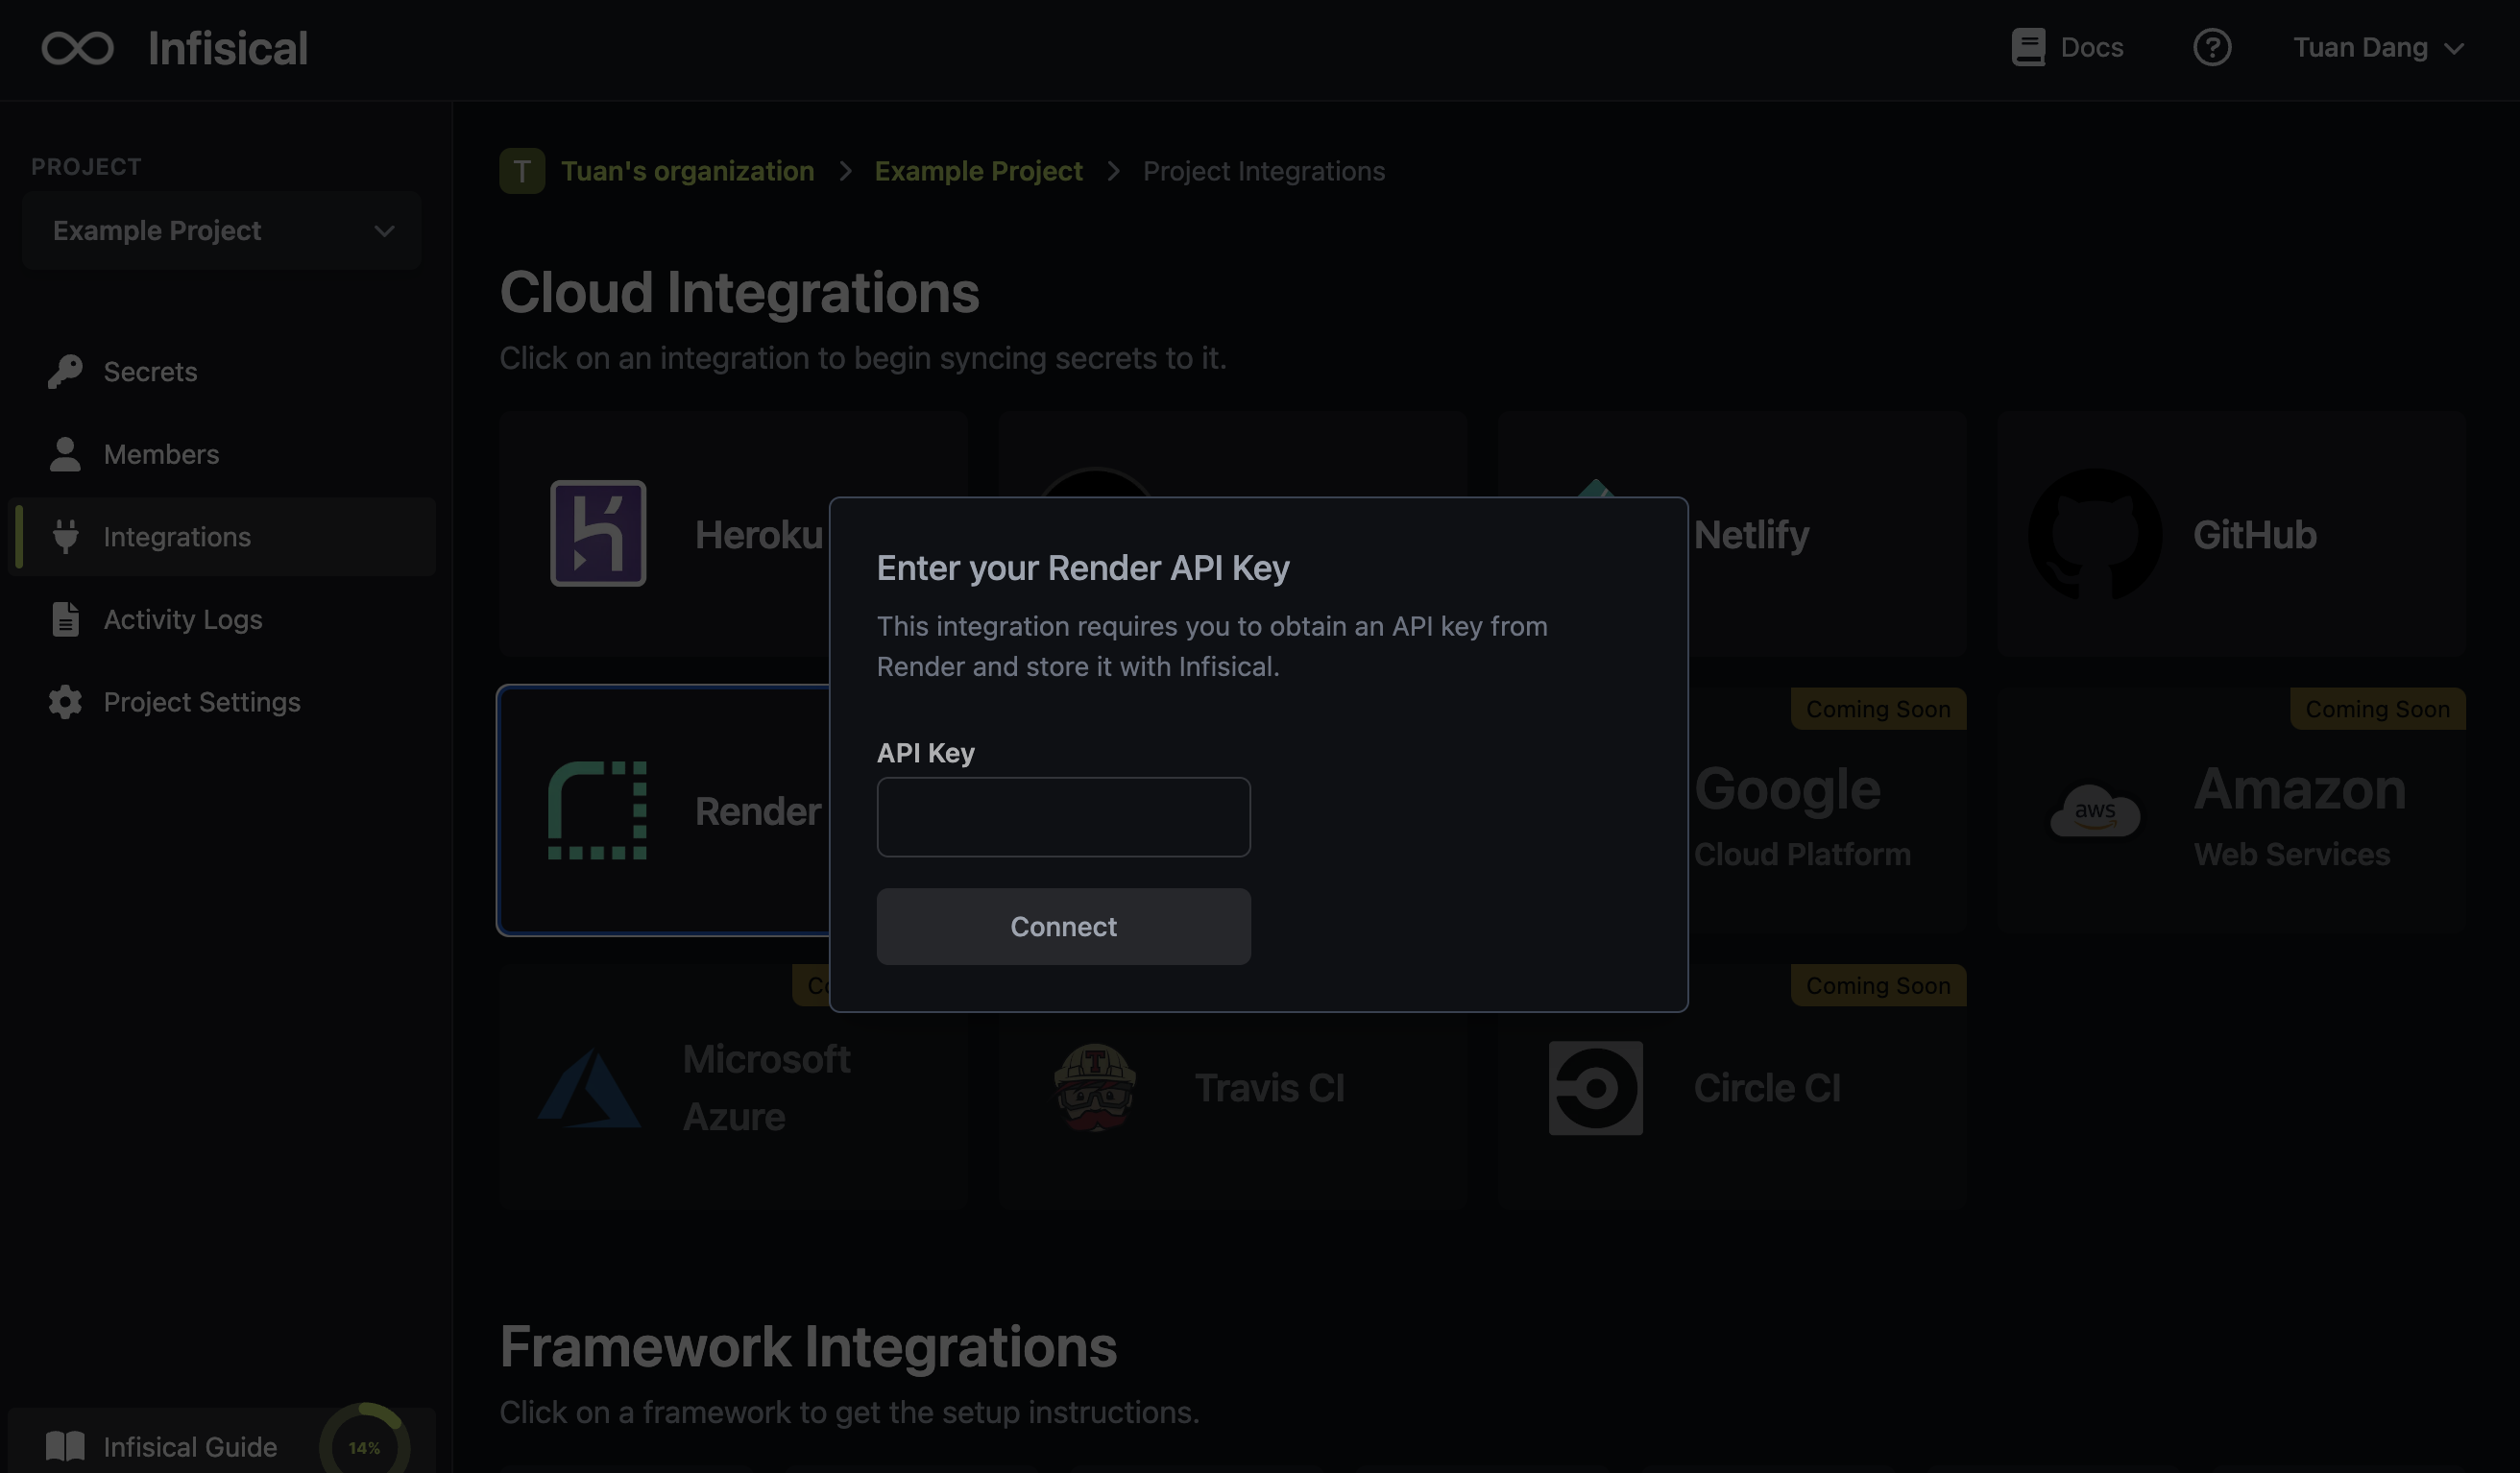 Infisical
Docs
Tuan Dang
PROJECT
Example Project
Secrets
Members
Integrations
Activity Logs
Project Settings
Infisical Guide
14%
T Tuan's organization > Example Project > Project Integrations
Cloud Integrations
Click on an integration to begin syncing secrets to it.
Heroku
Netlify
GitHub
Enter your Render API Key
This integration requires you to obtain an API key from
Render and store it with Infisical.
API Key
Connect
Render
Coming Soon
Google
Cloud Platform
Coming Soon
aws
Amazon
Web Services
Microsoft
Azure
Travis CI
Coming Soon
Circle CI
Framework Integrations
Click on a framework to get the setup instructions.